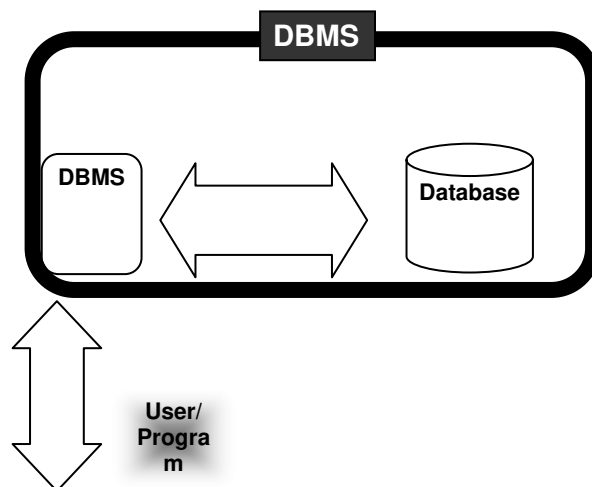 DBMS
DBMS
Database
User/
Progra
m